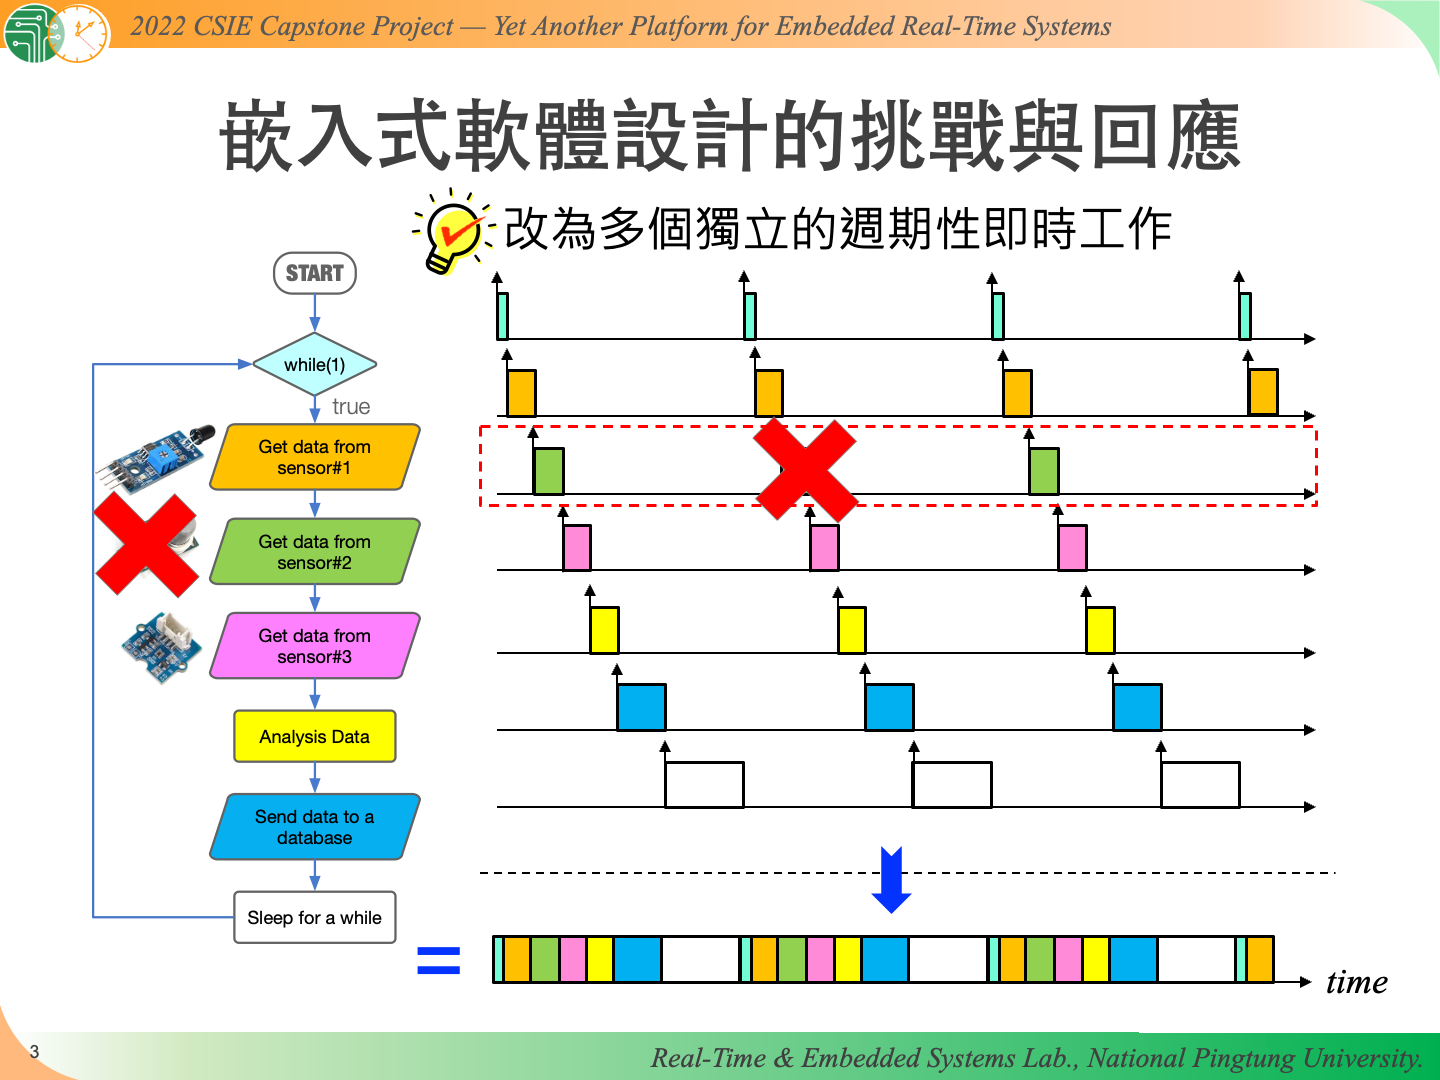 2022 CSIE Capstone Project — Yet Another Platform for Embedded Real-Time Systems
嵌入式軟體設計的挑戰與回應
改為多個獨立的週期性即時工作
START
while(1)
true
Get data from
sensor#1
Get data from
sensor#2
Get data from
sensor#3
Analysis Data
Send data to a
database
Sleep for a while
=
time
3
Real-Time & Embedded Systems Lab., National Pingtung University.